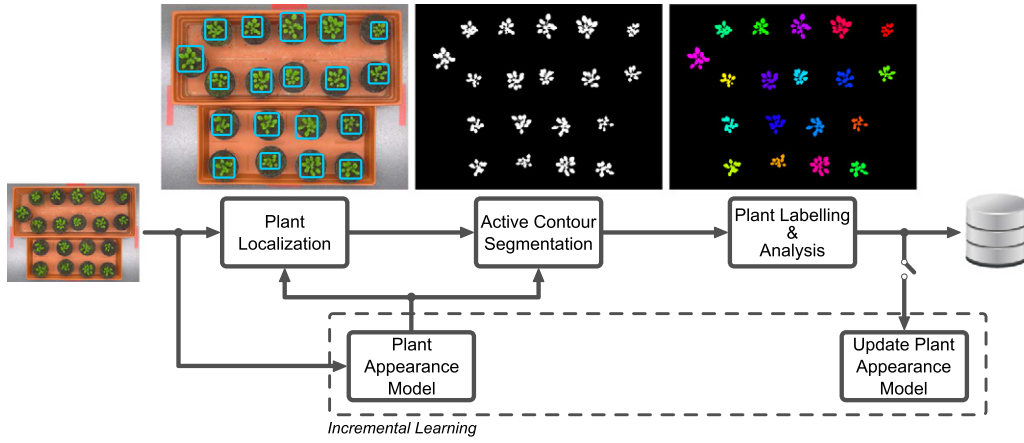 Plant
Localization
Active Contour
Segmentation
Plant Labelling
&
Analysis
Plant
Appearance
Model
Update Plant
Appearance
Model
Incremental Learning